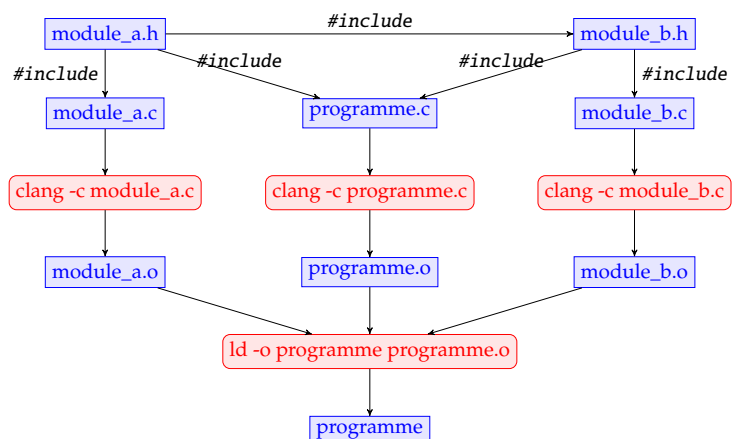 #include
module_a.h
module_b.h
#include
#include
#include
#include
module_a.c
programme.c
module_b.c
clang -c module_a.c
clang -c programme.c
clang -c module_b.c
module_a.o
programme.o
module_b.o
ld -o programme programme.o
programme